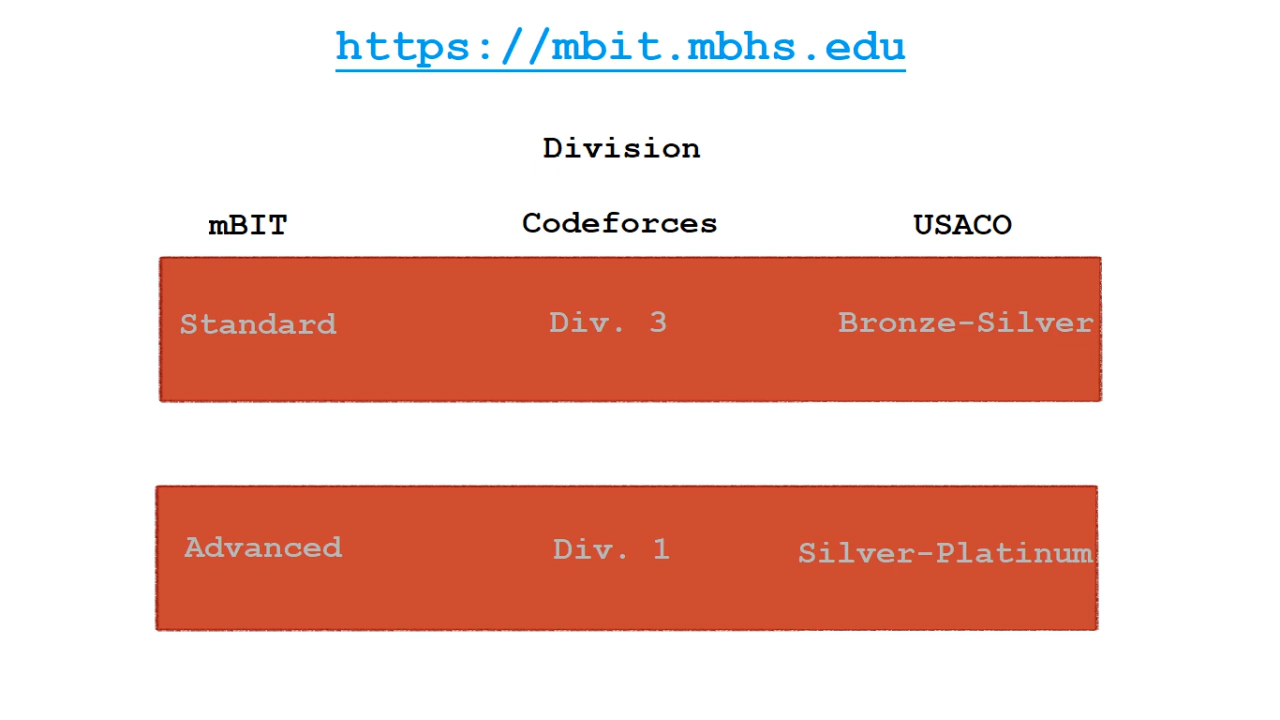 https://mbit.mbhs.edu
Division
mBIT Codeforces USACO
Standard Div. 3 Bronze-Silver
Advanced Div. 1 Silver-Platinum